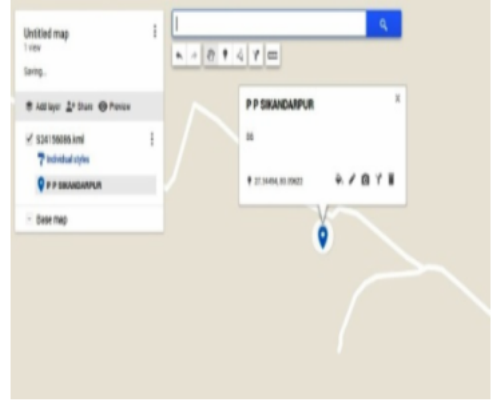 Untitled map
1 view
Saving...
Add layer Share Preview
Individual styles
P P SIKANDARPUR
Base map
P P SIKANDARPUR